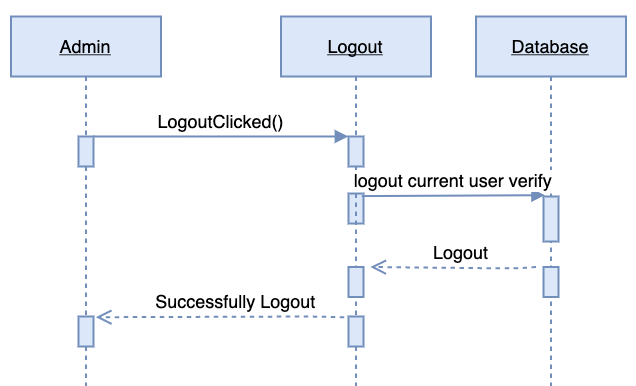 Admin
Logout
Database
LogoutClicked()
logout current user verify
Logout
Successfully Logout